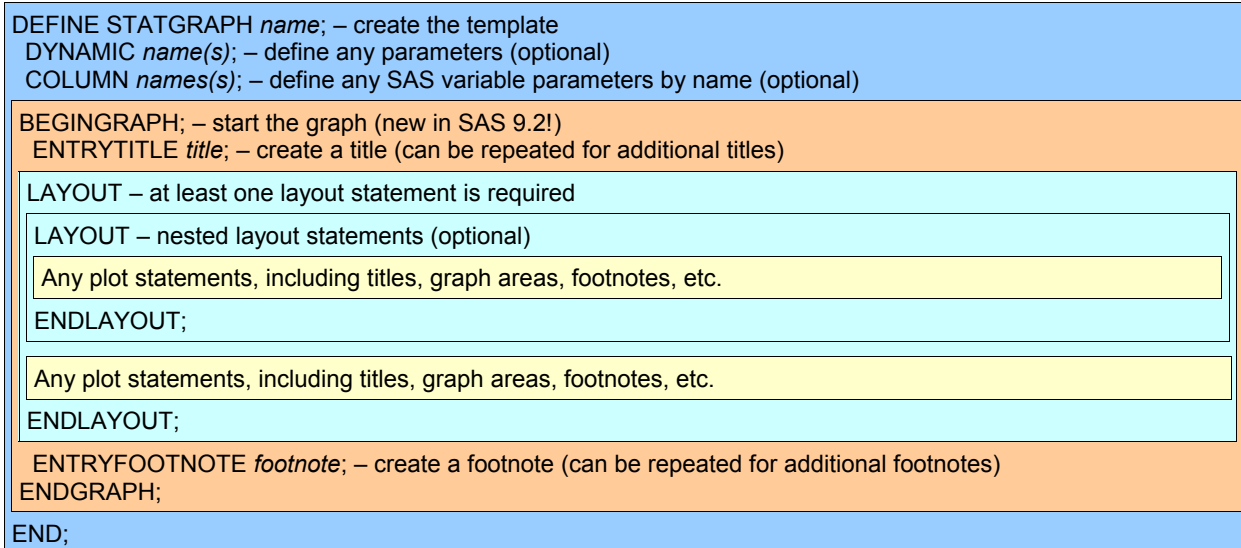 DEFINE STATGRAPH name; – create the template
DYNAMIC name(s); – define any parameters (optional)
COLUMN names(s); – define any SAS variable parameters by name (optional)
BEGINGRAPH; – start the graph (new in SAS 9.2!)
ENTRYTITLE title; – create a title (can be repeated for additional titles)
LAYOUT – at least one layout statement is required
LAYOUT – nested layout statements (optional)
Any plot statements, including titles, graph areas, footnotes, etc.
ENDLAYOUT;
Any plot statements, including titles, graph areas, footnotes, etc.
ENDLAYOUT;
ENTRYFOOTNOTE footnote; – create a footnote (can be repeated for additional footnotes)
ENDGRAPH;
END;